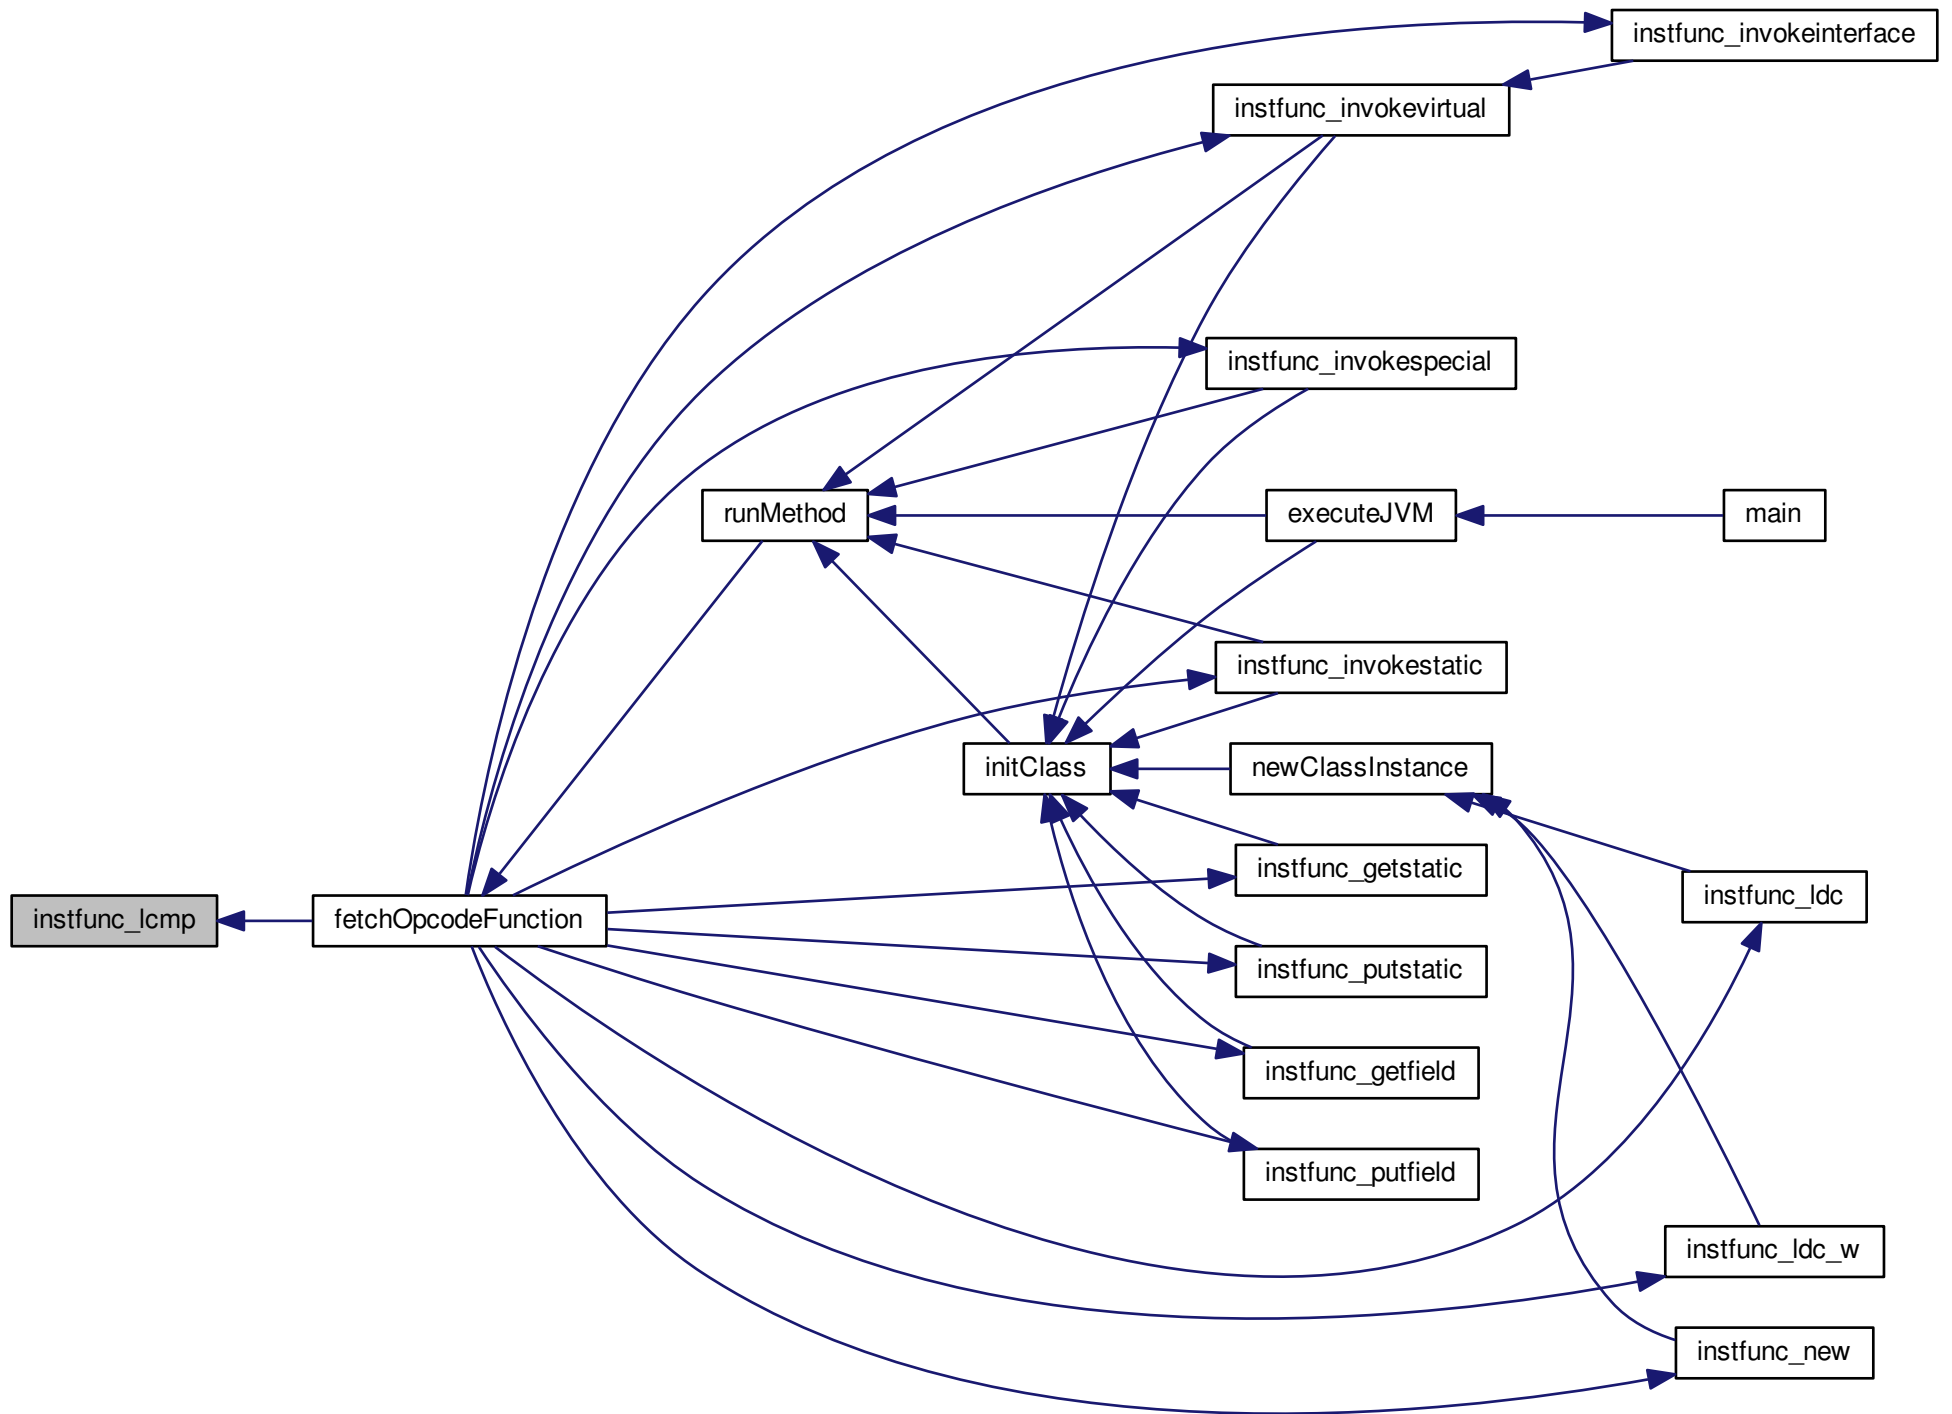 instfunc_invokeinterface
instfunc_invokevirtual
instfunc_invokespecial
runMethod
executeJVM
main
instfunc_invokestatic
initClass
newClassInstance
instfunc_getstatic
instfunc_ldc
instfunc_lcmp
fetchOpcodeFunction
instfunc_putstatic
instfunc_getfield
instfunc_putfield
instfunc_ldc_w
instfunc_new